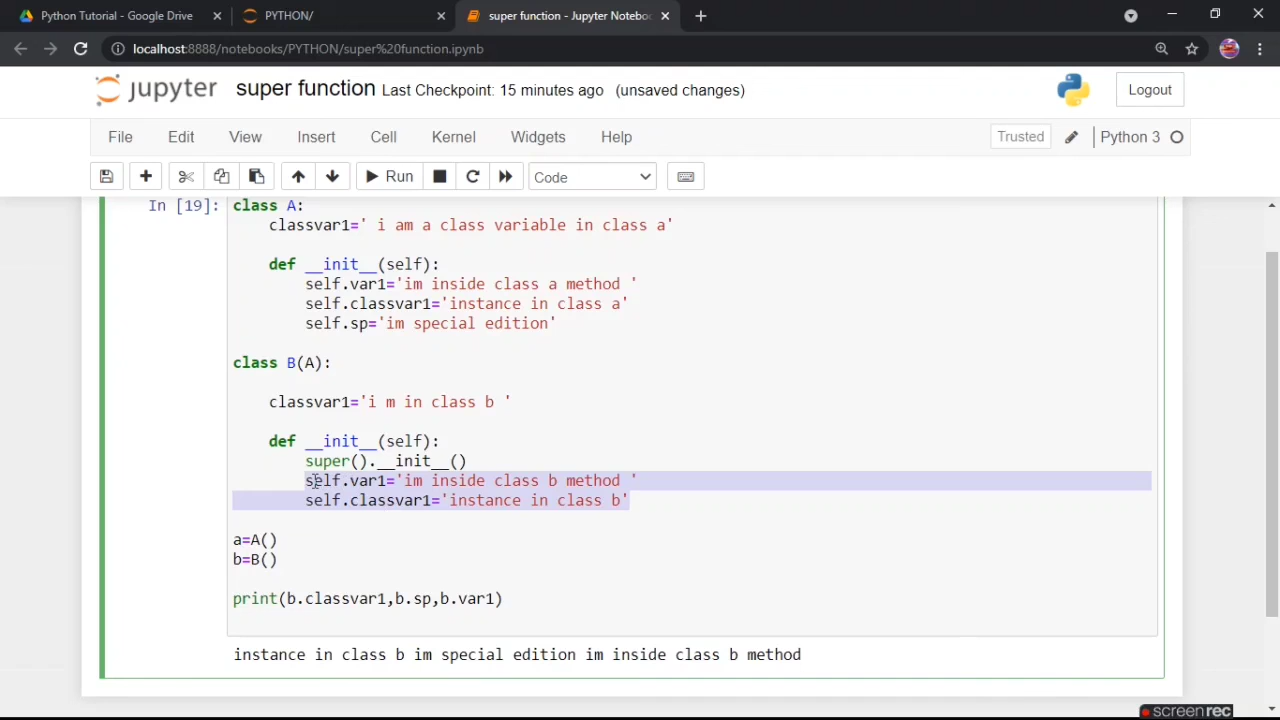 Python Tutorial - Google Drive
PYTHON/
super function - Jupyter Notebo
localhost:8888/notebooks/PYTHON/super%20function.ipynb
jupyter super function Last Checkpoint: 15 minutes ago (unsaved changes)
Logout
File Edit View Insert Cell Kernel Widgets Help
Trusted Python 3
Run
Code
In [19]: class A:
    classvar1=' i am a class variable in class a'
    def __init__(self):
        self.var1='im inside class a method '
        self.classvar1='instance in class a'
        self.sp='im special edition'
class B(A):
    classvar1='i m in class b '
    def __init__(self):
        super().__init__()
        self.var1='im inside class b method '
        self.classvar1='instance in class b'
a=A()
b=B()
print(b.classvar1,b.sp,b.var1)
instance in class b im special edition im inside class b method
screenrec